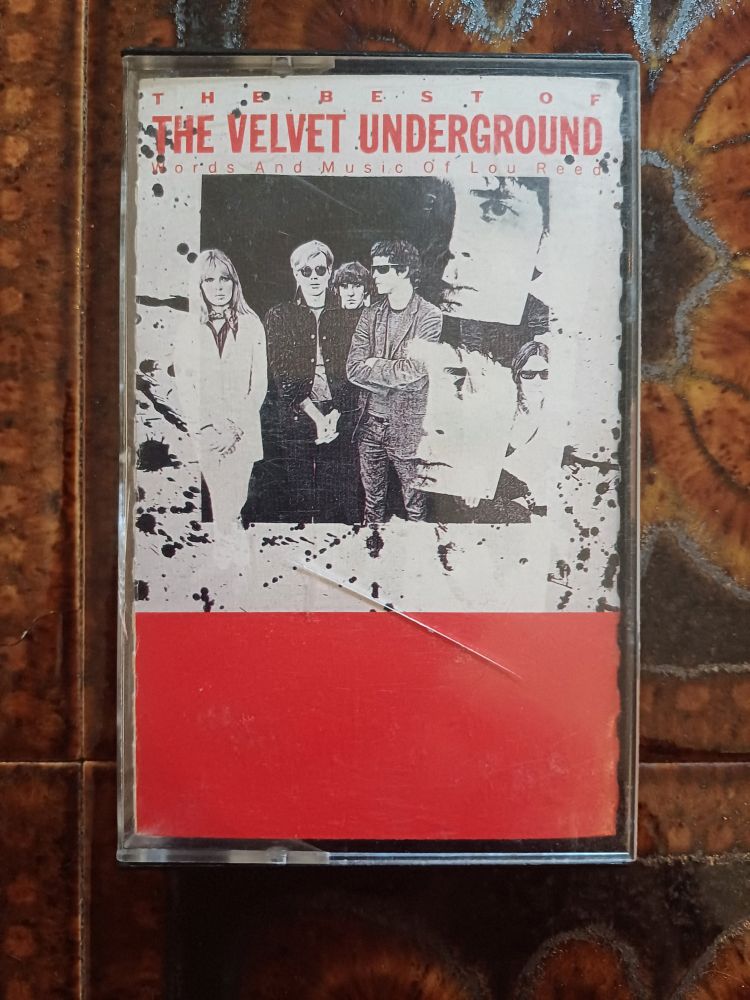 THE BEST OF
THE VELVET UNDERGROUND
Words And Music Of Lou Reed